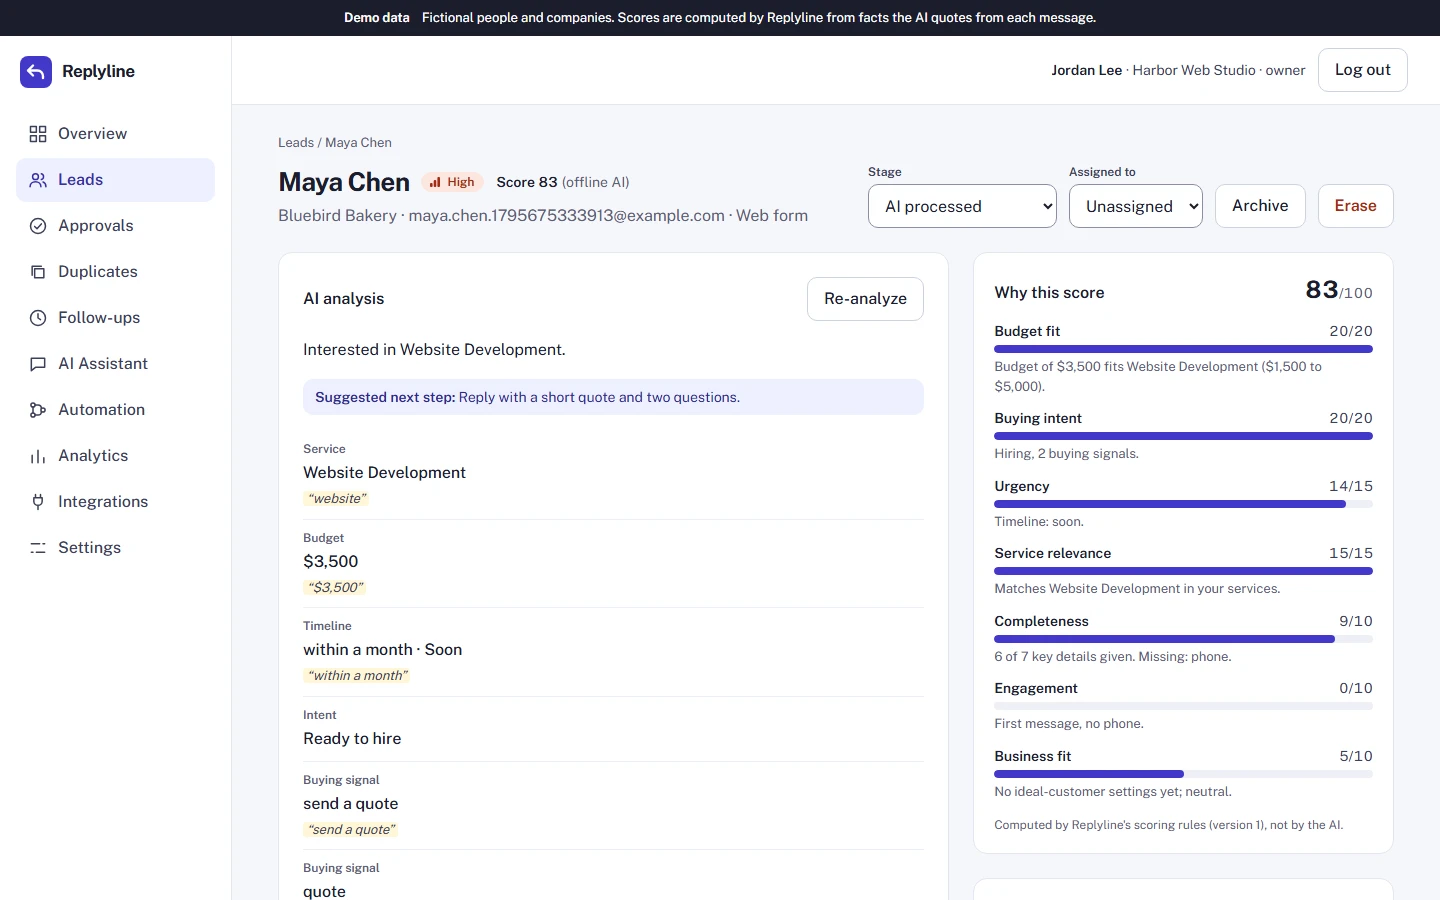 Demo data Fictional people and companies. Scores are computed by Replyline from facts the AI quotes from each message.
Replyline
Jordan Lee · Harbor Web Studio · owner
Log out
Overview
Leads
Approvals
Duplicates
Follow-ups
AI Assistant
Automation
Analytics
Integrations
Settings
Leads / Maya Chen
Maya Chen High Score 83 (offline AI)
Bluebird Bakery · maya.chen.1795675333913@example.com · Web form
Stage
AI processed
Assigned to
Unassigned
Archive
Erase
AI analysis
Re-analyze
Interested in Website Development.
Suggested next step: Reply with a short quote and two questions.
Service
Website Development
“website”
Budget
$3,500
“$3,500”
Timeline
within a month · Soon
“within a month”
Intent
Ready to hire
Buying signal
send a quote
“send a quote”
Buying signal
quote
Why this score 83/100
Budget fit 20/20
Budget of $3,500 fits Website Development ($1,500 to
$5,000).
Buying intent 20/20
Hiring, 2 buying signals.
Urgency 14/15
Timeline: soon.
Service relevance 15/15
Matches Website Development in your services.
Completeness 9/10
6 of 7 key details given. Missing: phone.
Engagement 0/10
First message, no phone.
Business fit 5/10
No ideal-customer settings yet; neutral.
Computed by Replyline's scoring rules (version 1), not by the AI.